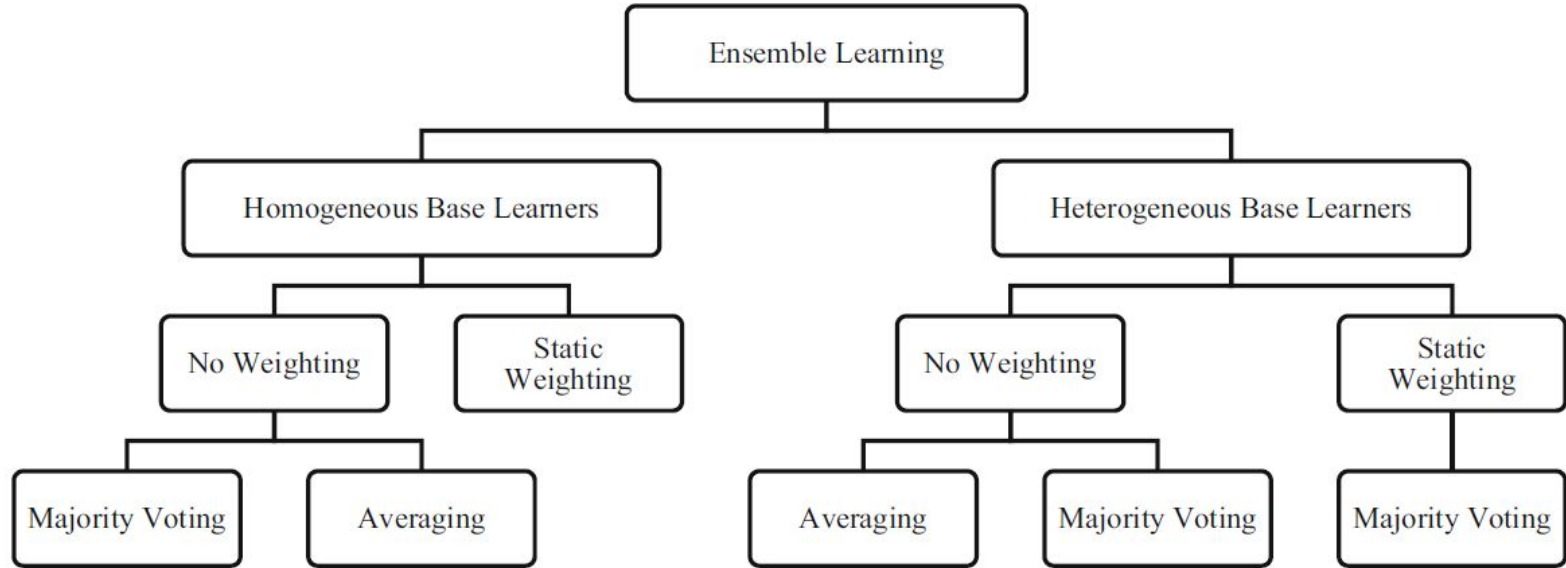 Ensemble Learning
Homogeneous Base Learners
Heterogeneous Base Learners
No Weighting
Static
Weighting
No Weighting
Static
Weighting
Majority Voting
Averaging
Averaging
Majority Voting
Majority Voting